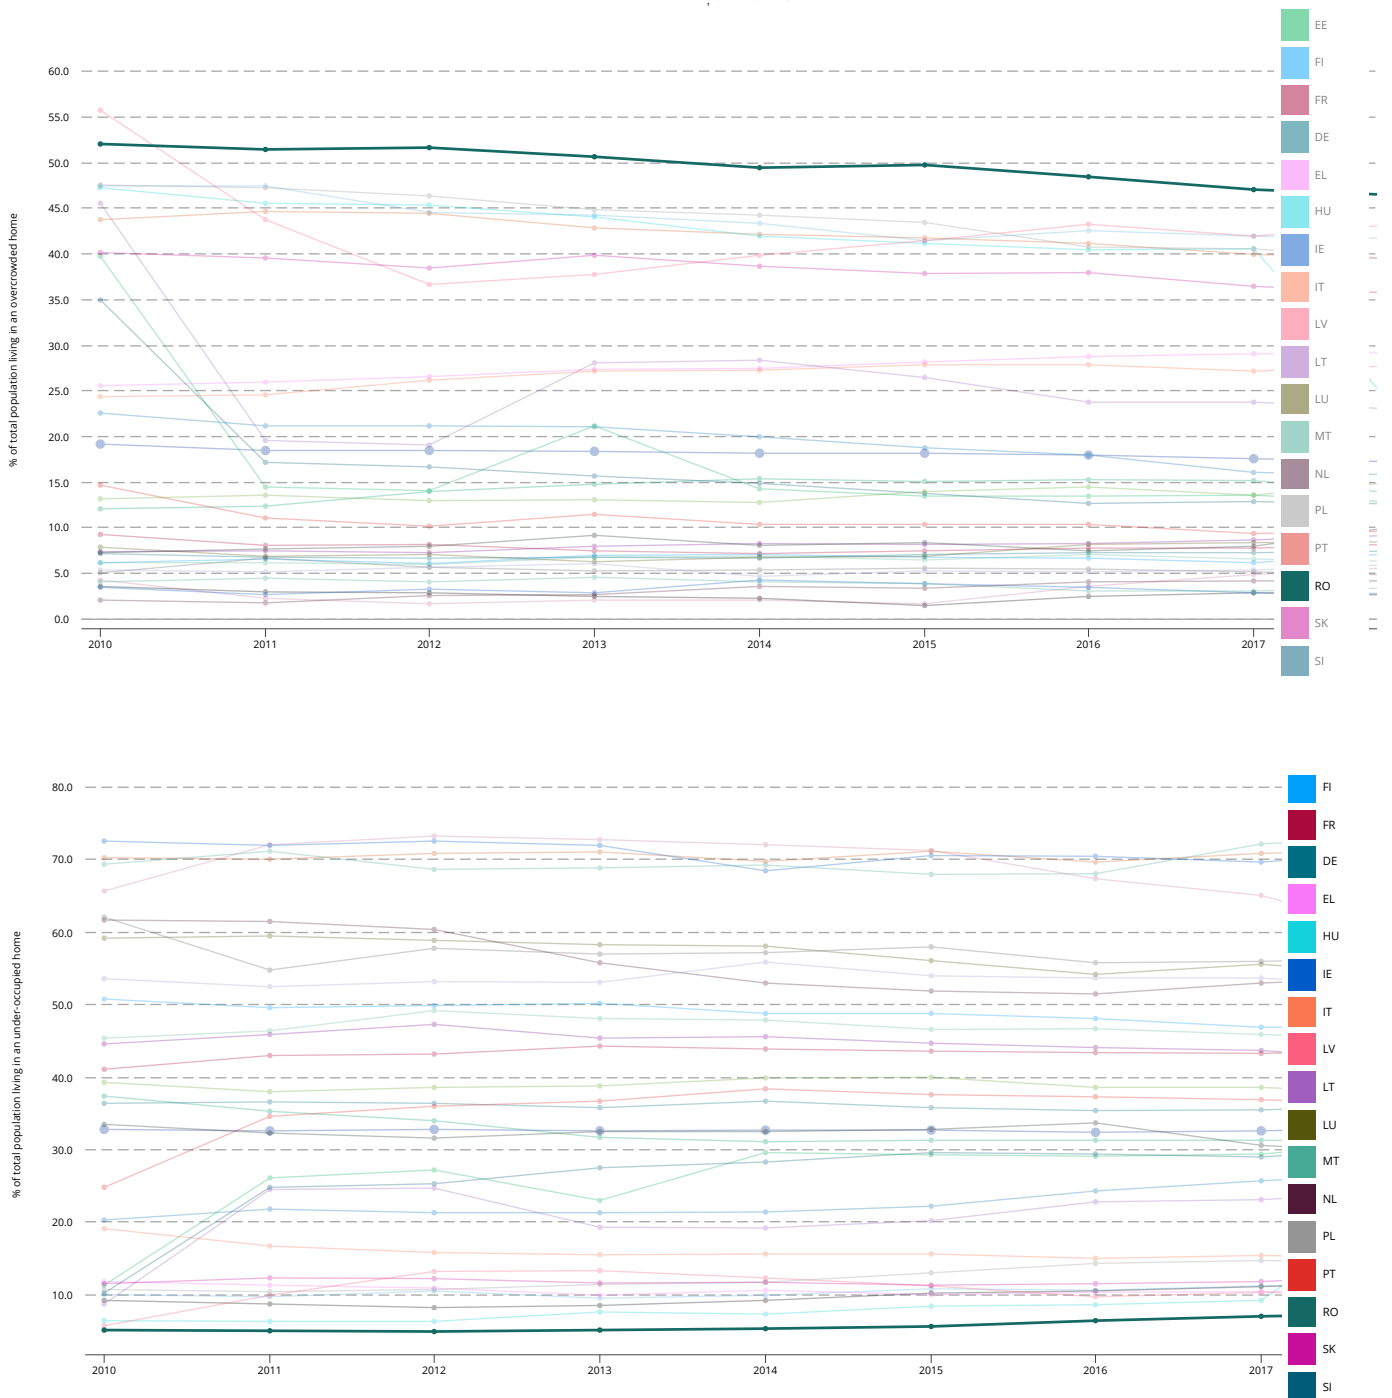 EE
FI
FR
DE
EL
HU
IE
IT
LV
LT
LU
MT
NL
PL
PT
RO
SK
SI
% of total population living in an overcrowded home
60.0
55.0
50.0
45.0
40.0
35.0
30.0
25.0
20.0
15.0
10.0
5.0
0.0
2010 2011 2012 2013 2014 2015 2016 2017
% of total population living in an under-occupied home
80.0
70.0
60.0
50.0
40.0
30.0
20.0
10.0
2010 2011 2012 2013 2014 2015 2016 2017
FI
FR
DE
EL
HU
IE
IT
LV
LT
LU
MT
NL
PL
PT
RO
SK
SI